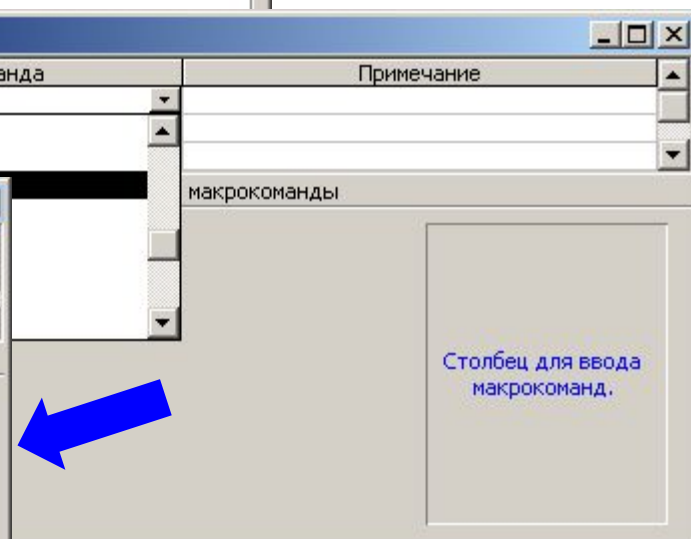 анда
Примечание
макрокоманды
Столбец для ввода
макрокоманд.